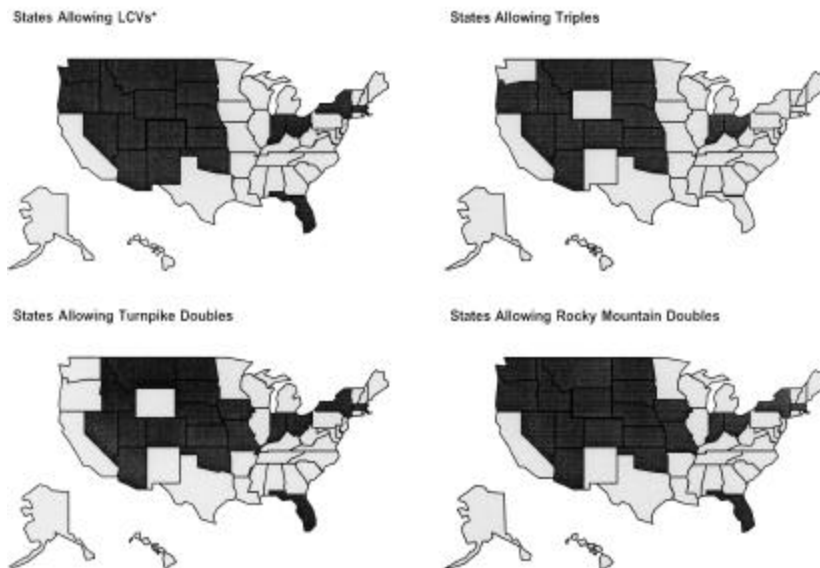 States Allowing LCVs*
States Allowing Triples
States Allowing Turnpike Doubles
States Allowing Rocky Mountain Doubles